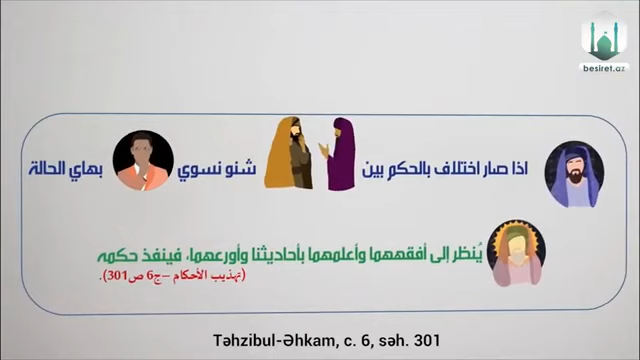 besiret.az
اذا صار اختلاف بالحكم بين شنو نسوي بهاي الحالة
يُنظر إلى أفقههما وأعلمهما بأحاديثنا وأورعهما، فينفذ حكمه
(تهذيب الأحكام –ج6 ص301).
Təhzibul-Əhkam, c. 6, səh. 301